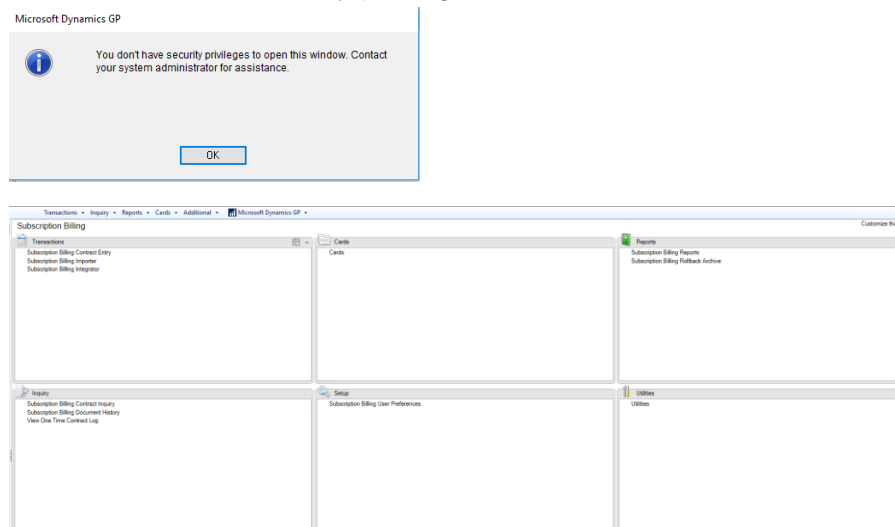 Microsoft Dynamics GP
You don't have security privileges to open this window. Contact
your system administrator for assistance.
OK
Transactions Inquiry Reports Cards Additional Microsoft Dynamics GP
Subscription Billing
Customize
Transactions
Subscription Billing Contract Entry
Subscription Billing Importer
Subscription Billing Integrator
Cards
Cards
Reports
Subscription Billing Reports
Subscription Billing Rollback Archive
Inquiry
Subscription Billing Contract Inquiry
Subscription Billing Document History
View One Time Contract Log
Setup
Subscription Billing User Preferences
Utilities
Utilities